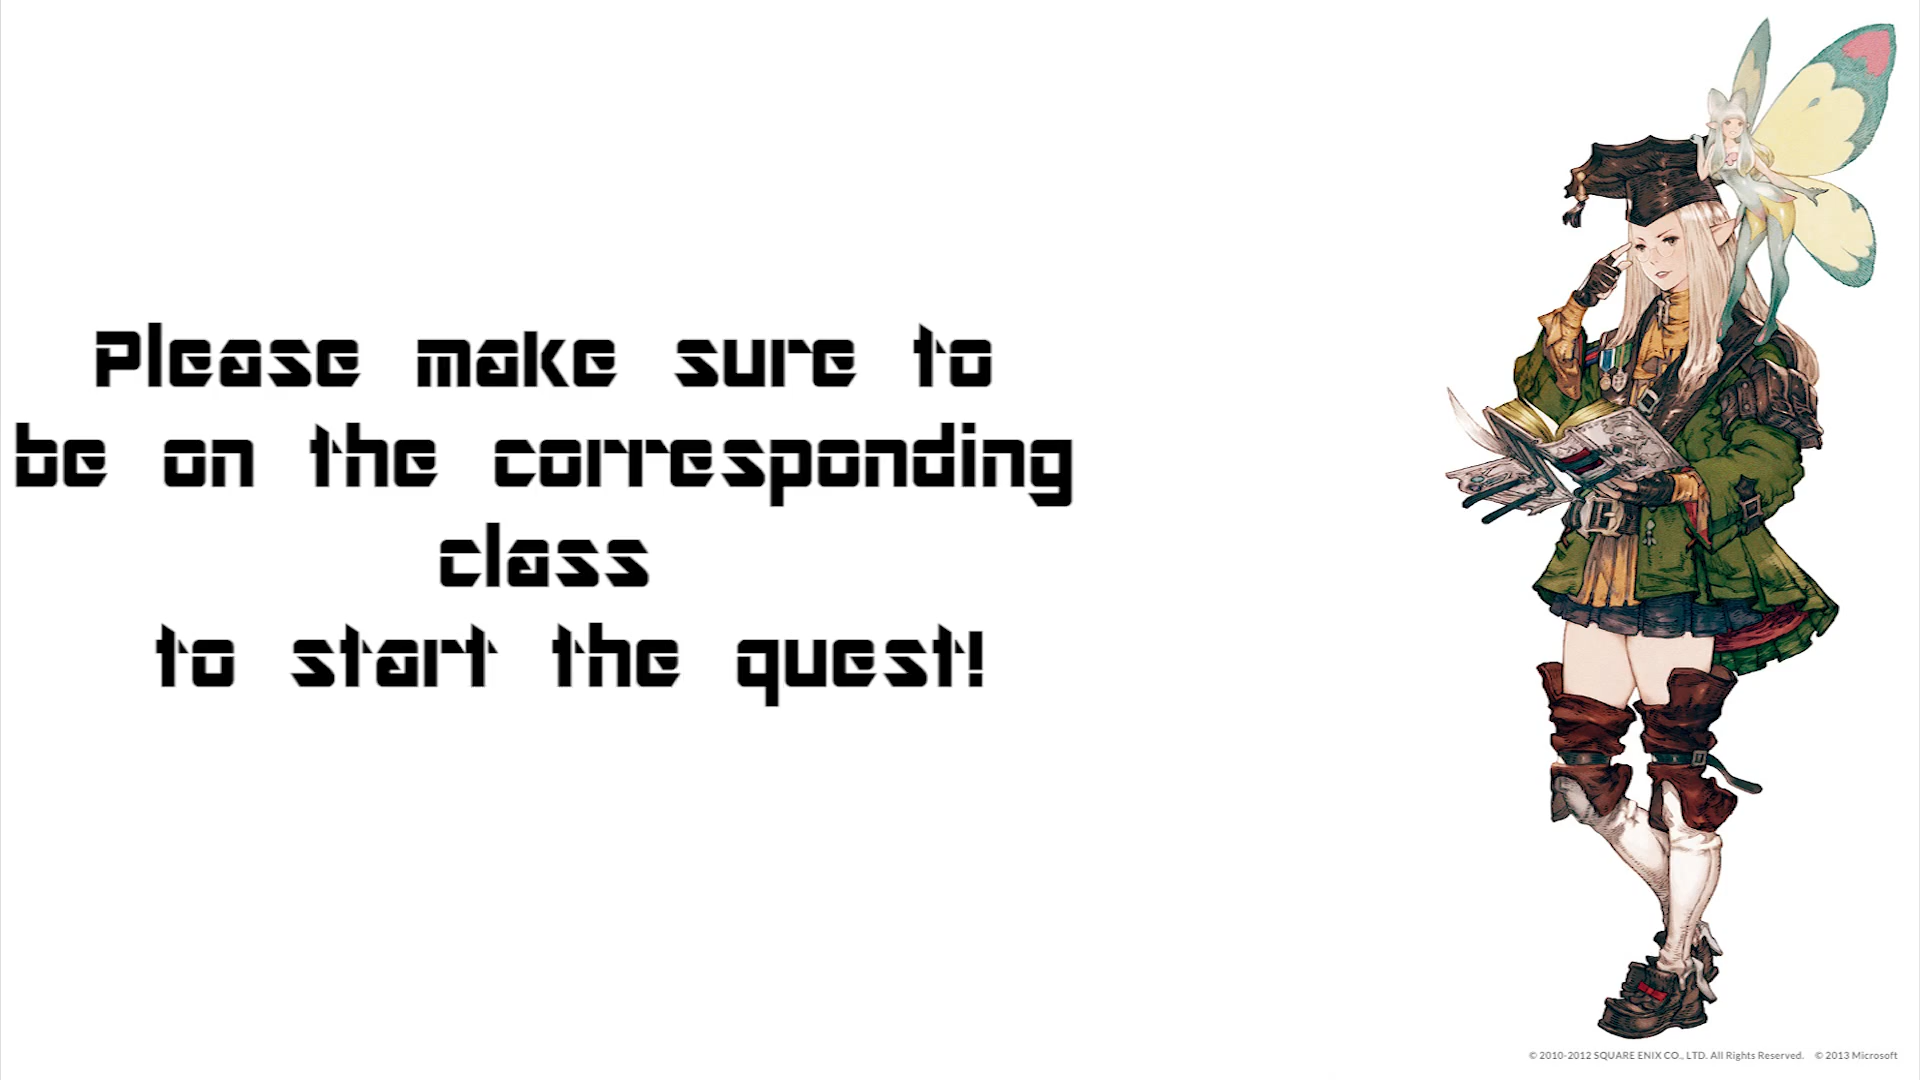 Please make sure to
be on the corresponding
class
to start the quest!
© 2010-2012 SQUARE ENIX CO., LTD. All Rights Reserved. © 2013 Microsoft